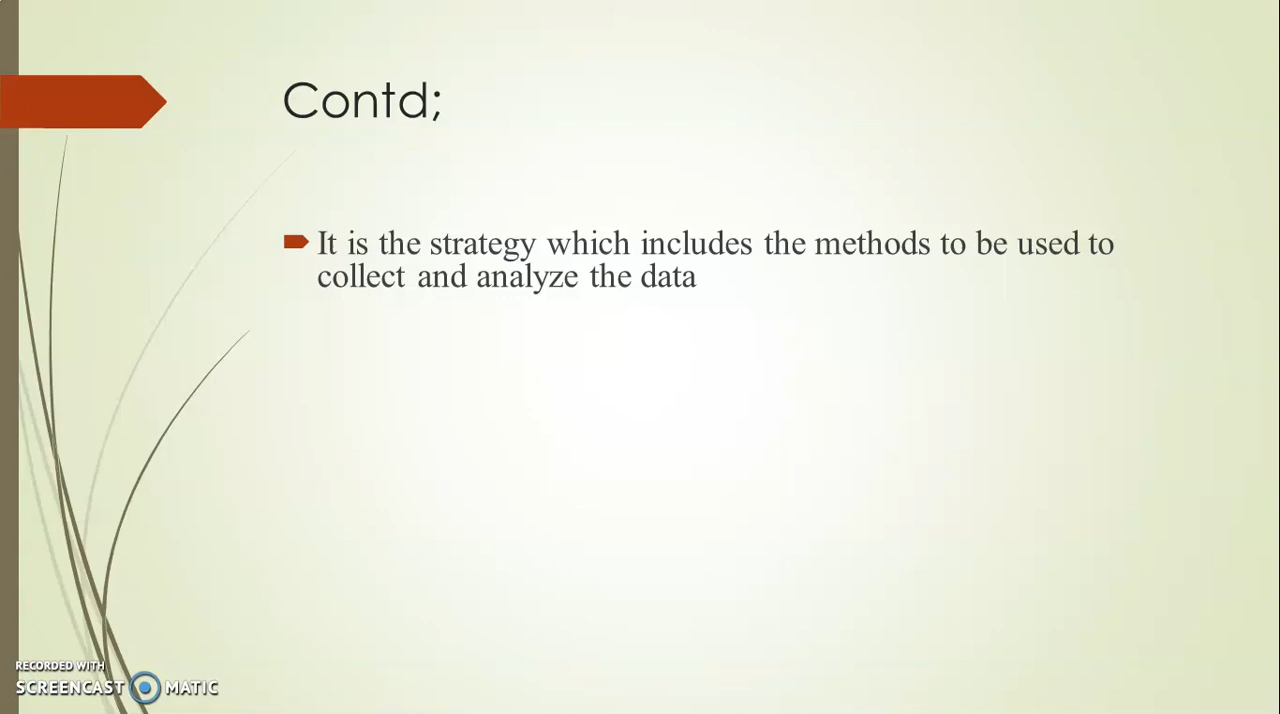 Contd;
It is the strategy which includes the methods to be used to
collect and analyze the data
RECORDED WITH
SCREENCAST MATIC